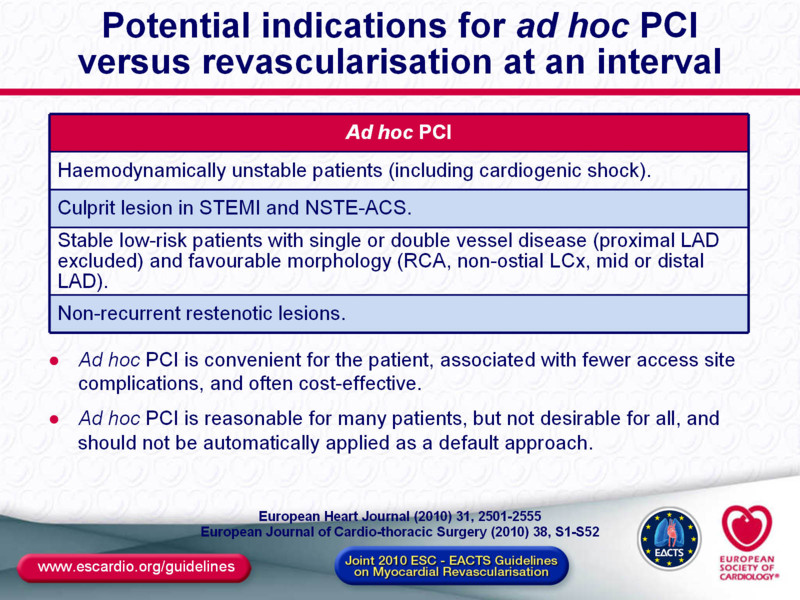 Potential indications for ad hoc PCI
versus revascularisation at an interval
Ad hoc PCI
Haemodynamically unstable patients (including cardiogenic shock).
Culprit lesion in STEMI and NSTE-ACS.
Stable low-risk patients with single or double vessel disease (proximal LAD
excluded) and favourable morphology (RCA, non-ostial LCx, mid or distal
LAD).
Non-recurrent restenotic lesions.
● Ad hoc PCI is convenient for the patient, associated with fewer access site
complications, and often cost-effective.
● Ad hoc PCI is reasonable for many patients, but not desirable for all, and
should not be automatically applied as a default approach.
European Heart Journal (2010) 31, 2501-2555
European Journal of Cardio-thoracic Surgery (2010) 38, S1-S52
www.escardio.org/guidelines
Joint 2010 ESC - EACTS Guidelines
on Myocardial Revascularisation
EACTS
EUROPEAN
SOCIETY OF
CARDIOLOGY®